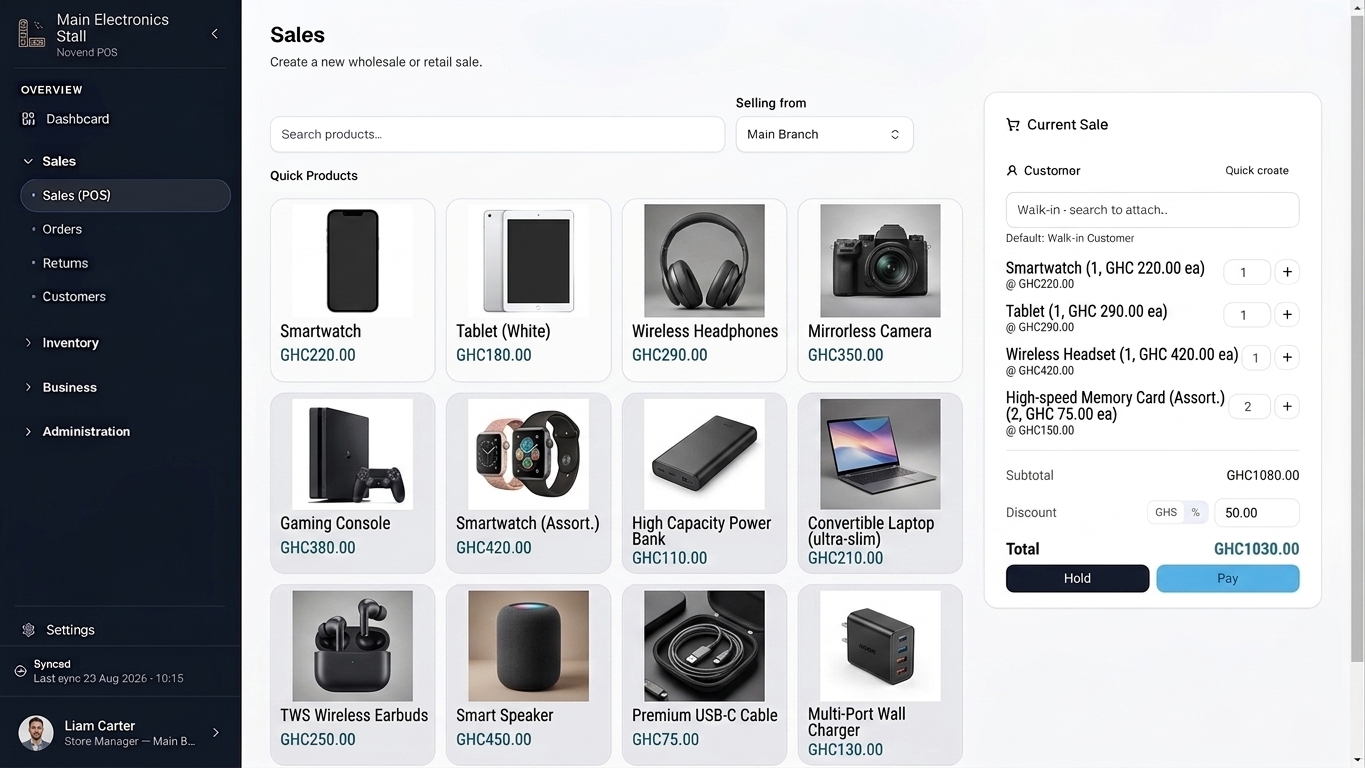 Main Electronics
Stall
Novend POS
OVERVIEW
Dashboard
Sales
Sales (POS)
Orders
Returns
Customers
Inventory
Business
Administration
Settings
Syncad
Last eync 23 Aug 2026 - 10:15
Liam Carter
Store Manager — Main B...
Sales
Create a new wholesale or retail sale.
Selling from
Search products...
Main Branch
Quick Products
Smartwatch
GHC220.00
Tablet (White)
GHC180.00
Wireless Headphones
GHC290.00
Mirrorless Camera
GHC350.00
Gaming Console
GHC380.00
Smartwatch (Assort.)
GHC420.00
High Capacity Power
Bank
GHC110.00
Convertible Laptop
(ultra-slim)
GHC210.00
TWS Wireless Earbuds
GHC250.00
Smart Speaker
GHC450.00
Premium USB-C Cable
GHC75.00
Multi-Port Wall
Charger
GHC130.00
Current Sale
Customor
Quick croate
Walk-in - search to attach..
Default: Walk-in Customer
Smartwatch (1, GHC 220.00 ea)
@ GHC220.00
1 +
Tablet (1, GHC 290.00 ea)
@ GHC290.00
1 +
Wireless Headset (1, GHC 420.00 ea)
@ GHC420.00
1 +
High-speed Memory Card (Assort.)
(2, GHC 75.00 ea)
@ GHC150.00
2 +
Subtotal GHC1080.00
Discount GHS % 50.00
Total GHC1030.00
Hold
Pay